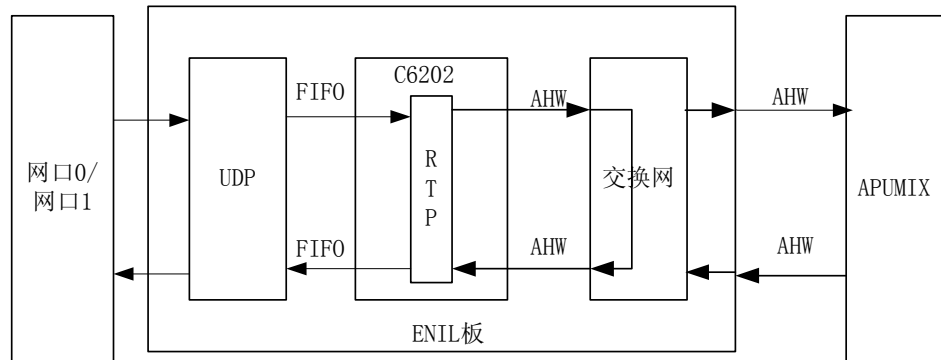 网口0/
网口1
UDP
FIFO
FIFO
C6202
R
T
P
AHW
AHW
交换网
AHW
AHW
APUMIX
ENIL板